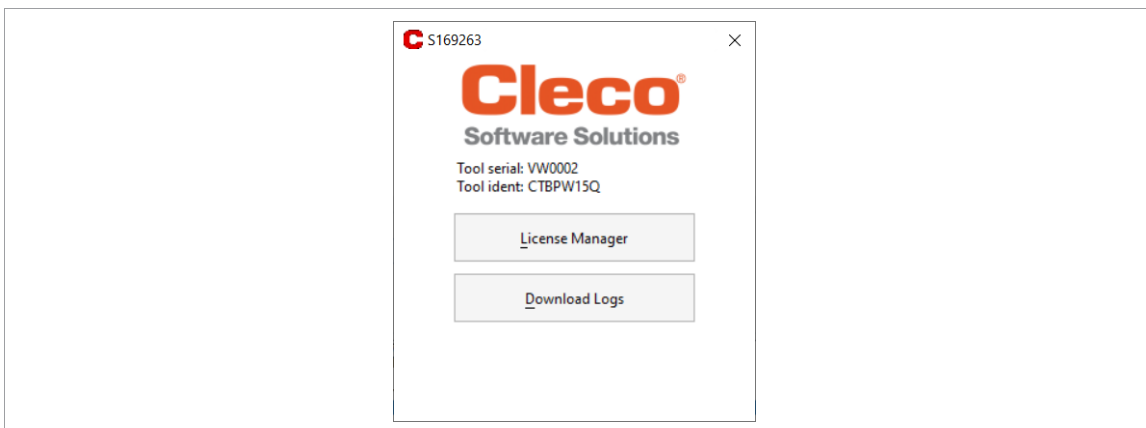 S169263
Cleco®
Software Solutions
Tool serial: VW0002
Tool ident: CTBPW15Q
License Manager
Download Logs